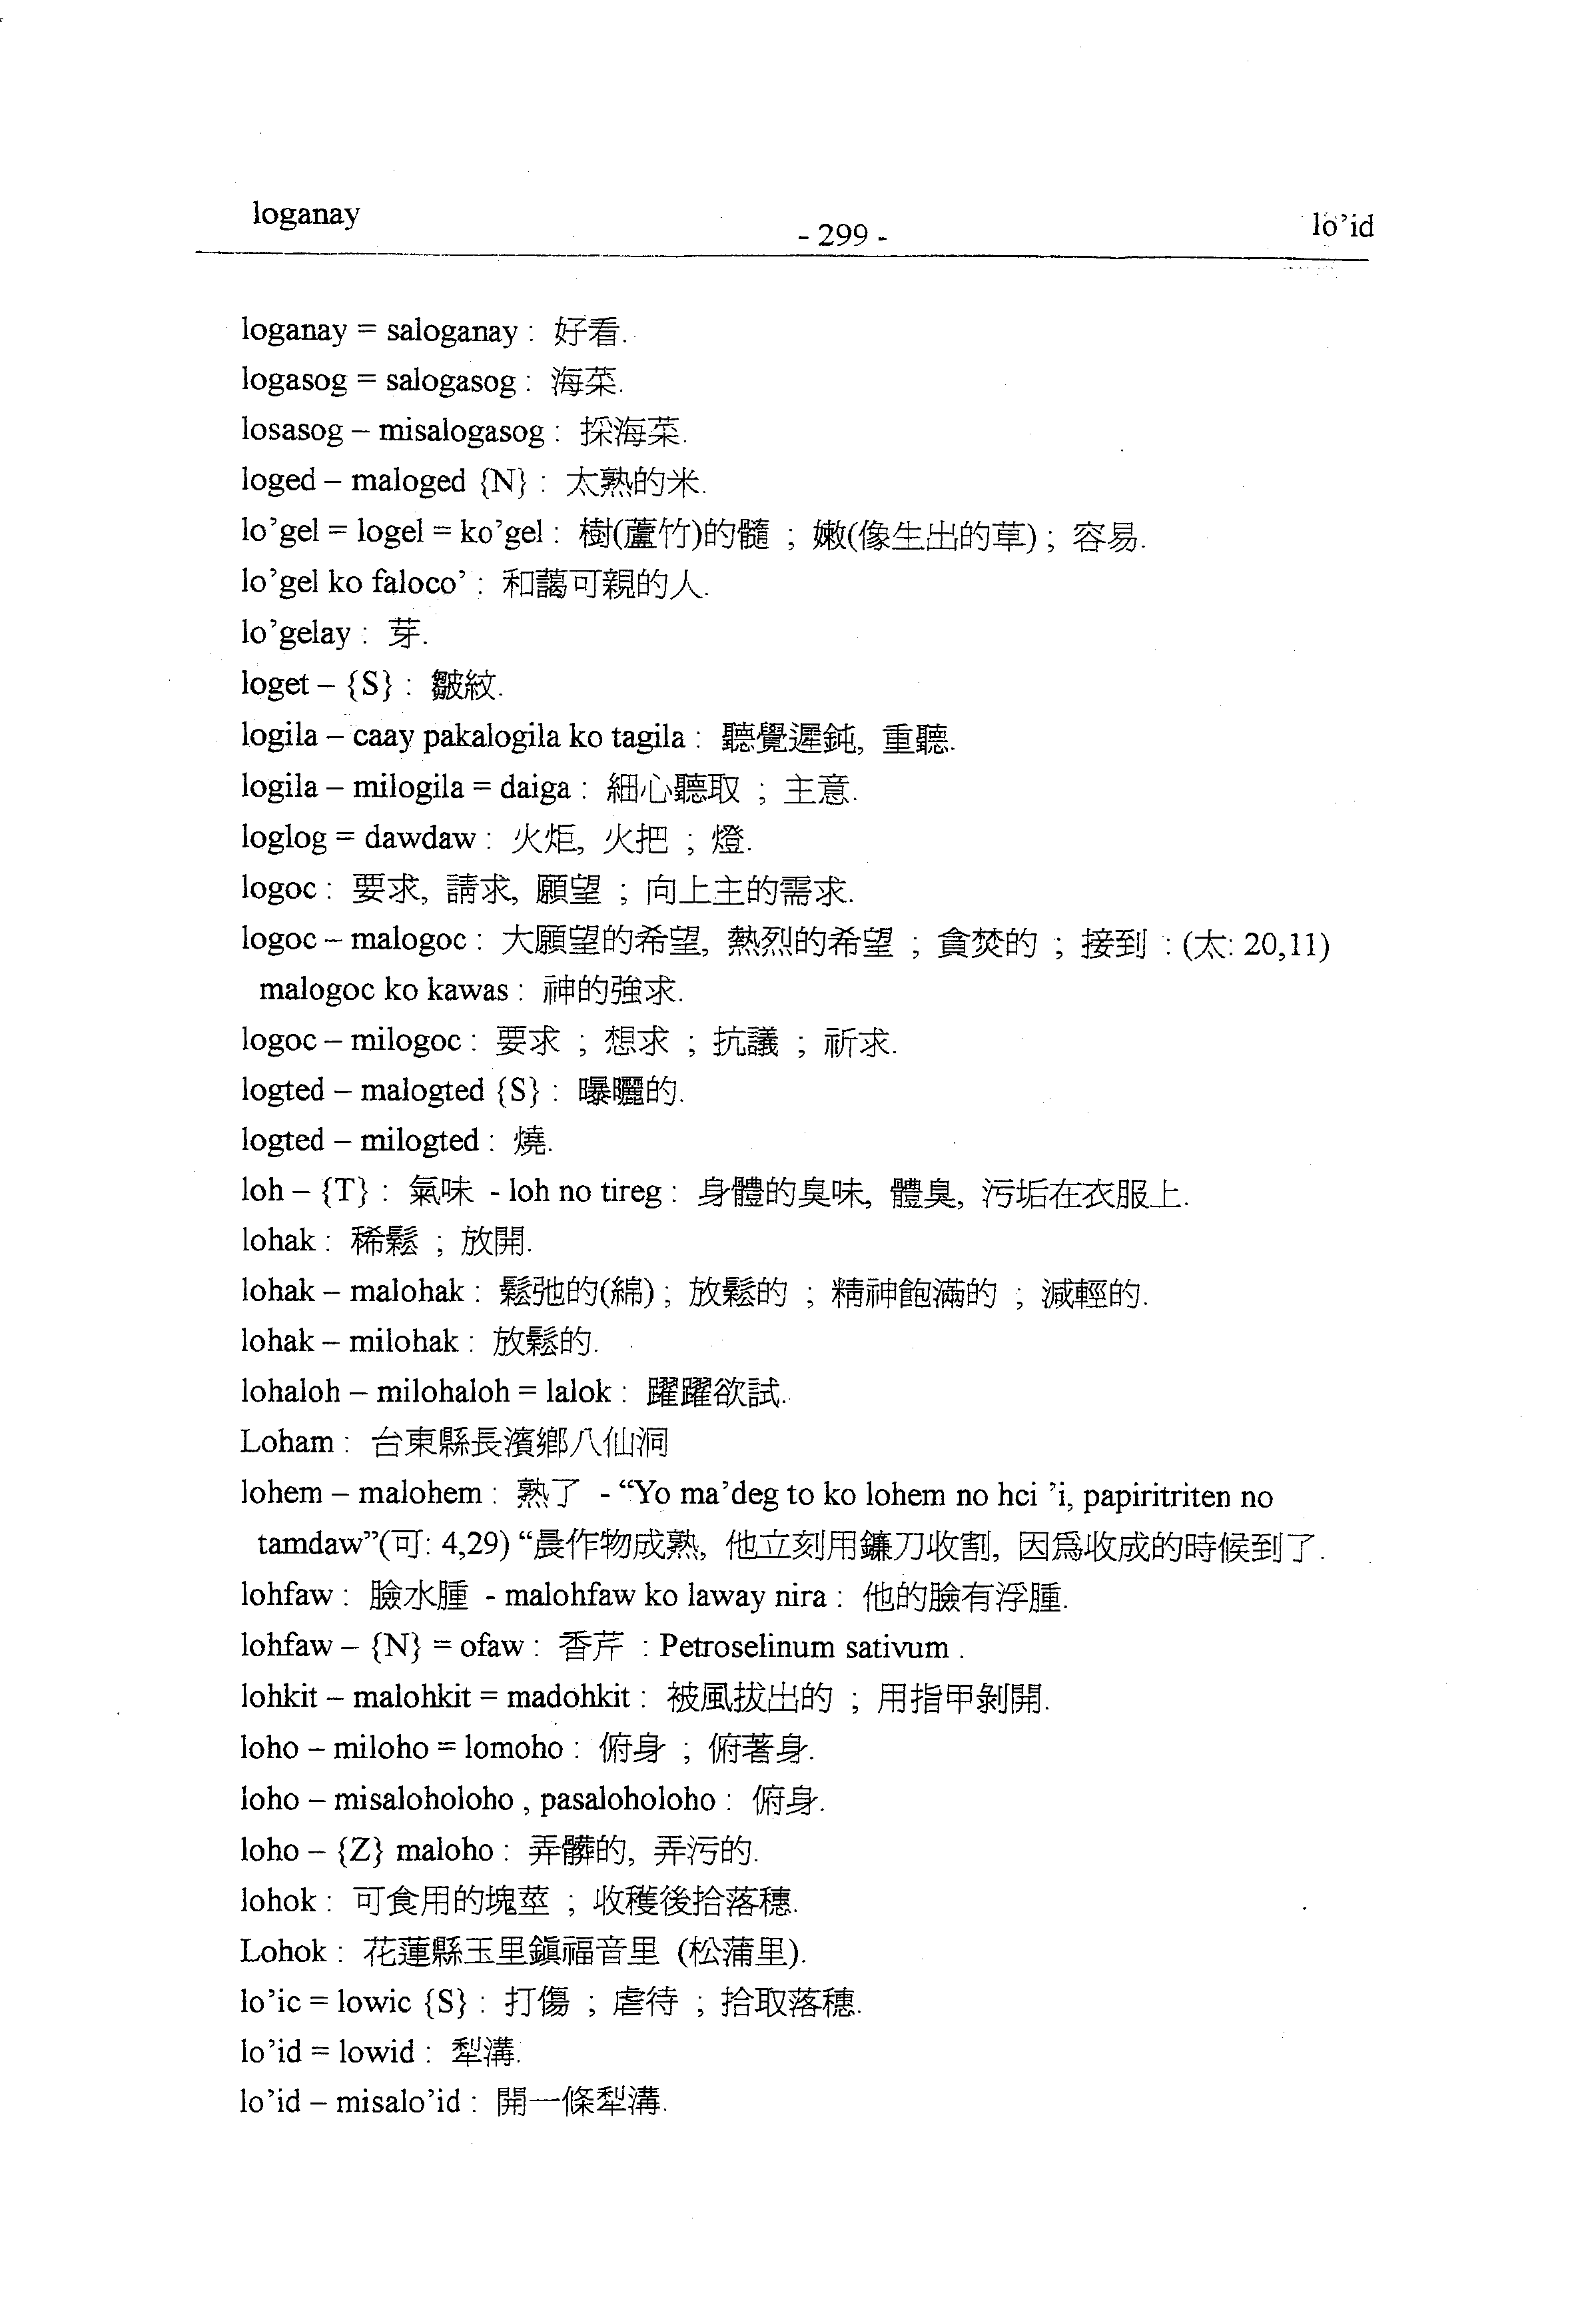 loganay
- 299 -
lo’id
loganay = saloganay : 好看.
logasog = salogasog : 海菜.
losasog – misalogasog : 採海菜.
loged – maloged {N} : 太熟的米.
lo’gel = logel = ko’gel : 樹(蘆竹)的髓 ; 嫩(像生出的草) ; 容易.
lo’gel ko faloco’ : 和藹可親的人.
lo’gelay : 芽.
loget – {S} : 皺紋.
logila – caay pakalogila ko tagila : 聽覺遲鈍, 重聽.
logila – milogila = daiga : 細心聽取 ; 主意.
loglog = dawdaw : 火炬, 火把 ; 燈.
logoc : 要求, 請求, 願望 ; 向上主的需求.
logoc – malogoc : 大願望的希望, 熱烈的希望 ; 貪焚的 ; 接到 : (太: 20,11)
malogoc ko kawas : 神的強求.
logoc – milogoc : 要求 ; 想求 ; 抗議 ; 祈求.
logted – malogted {S} : 曝曬的.
logted – milogted : 燒.
loh – {T} : 氣味 - loh no tireg : 身體的臭味, 體臭, 污垢在衣服上.
lohak : 稀鬆 ; 放開.
lohak – malohak : 鬆弛的(綿) ; 放鬆的 ; 精神飽滿的 ; 減輕的.
lohak – milohak : 放鬆的.
lohaloh – milohaloh = lalok : 躍躍欲試.
Loham : 台東縣長濱鄉八仙洞
lohem – malohem : 熟了 - “Yo ma’deg to ko lohem no hci ’i, papiritriten no
tamdaw”(可: 4,29) “晨作物成熟, 他立刻用鐮刀收割, 因爲收成的時候到了.
lohfaw : 臉水腫 - malohfaw ko laway nira : 他的臉有浮腫.
lohfaw – {N} = ofaw : 香芹 : Petroselinum sativum .
lohkit – malohkit = madohkit : 被風拔出的 ; 用指甲剝開.
loho – miloho = lomoho : 俯身 ; 俯著身.
loho – misaloholoho , pasaloholoho : 俯身.
loho – {Z} maloho : 弄髒的, 弄污的.
lohok : 可食用的塊莖 ; 收穫後拾落穗.
Lohok : 花蓮縣玉里鎭福音里 (松蒲里).
lo’ic = lowic {S} : 打傷 ; 虐待 ; 拾取落穗.
lo’id = lowid : 犁溝.
lo’id – misalo’id : 開一條犁溝.